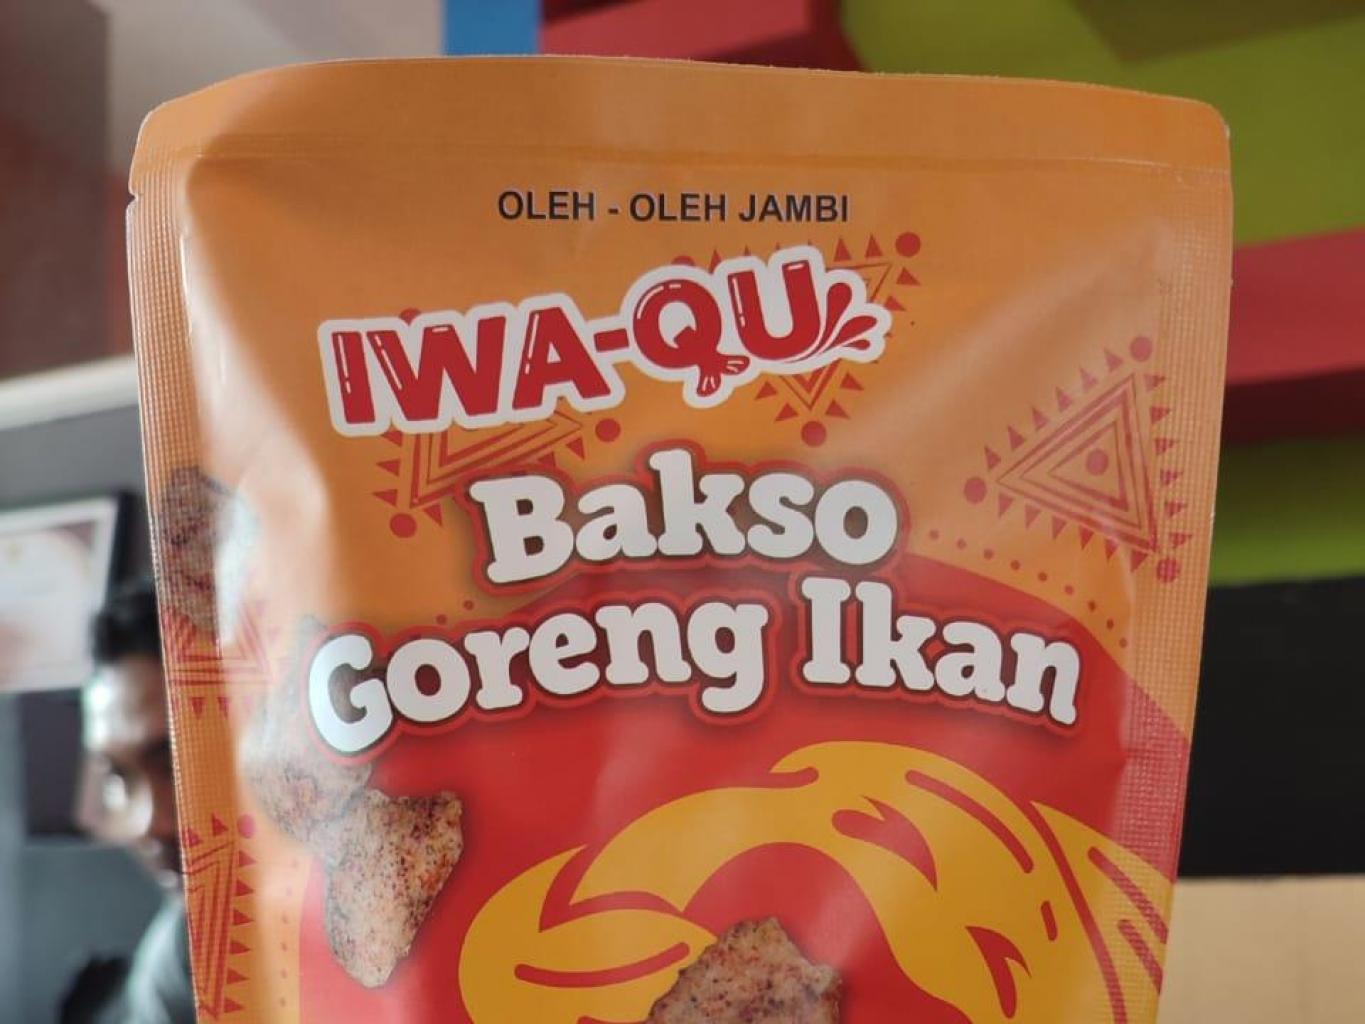 OLEH - OLEH JAMBI
IWA-QU
Bakso
Goreng Ikan